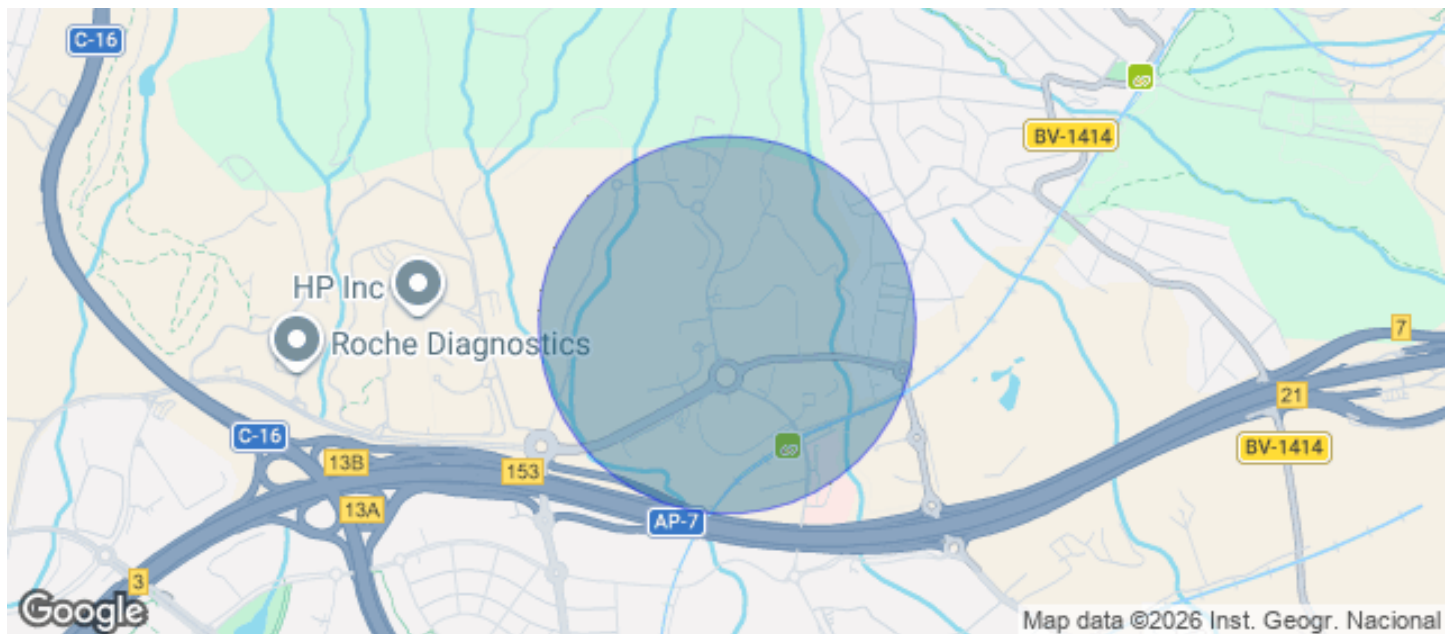 C-16
BV-1414
HP Inc
Roche Diagnostics
7
21
C-16
13B
153
BV-1414
13A
AP-7
3
Google
Map data ©2026 Inst. Geogr. Nacional